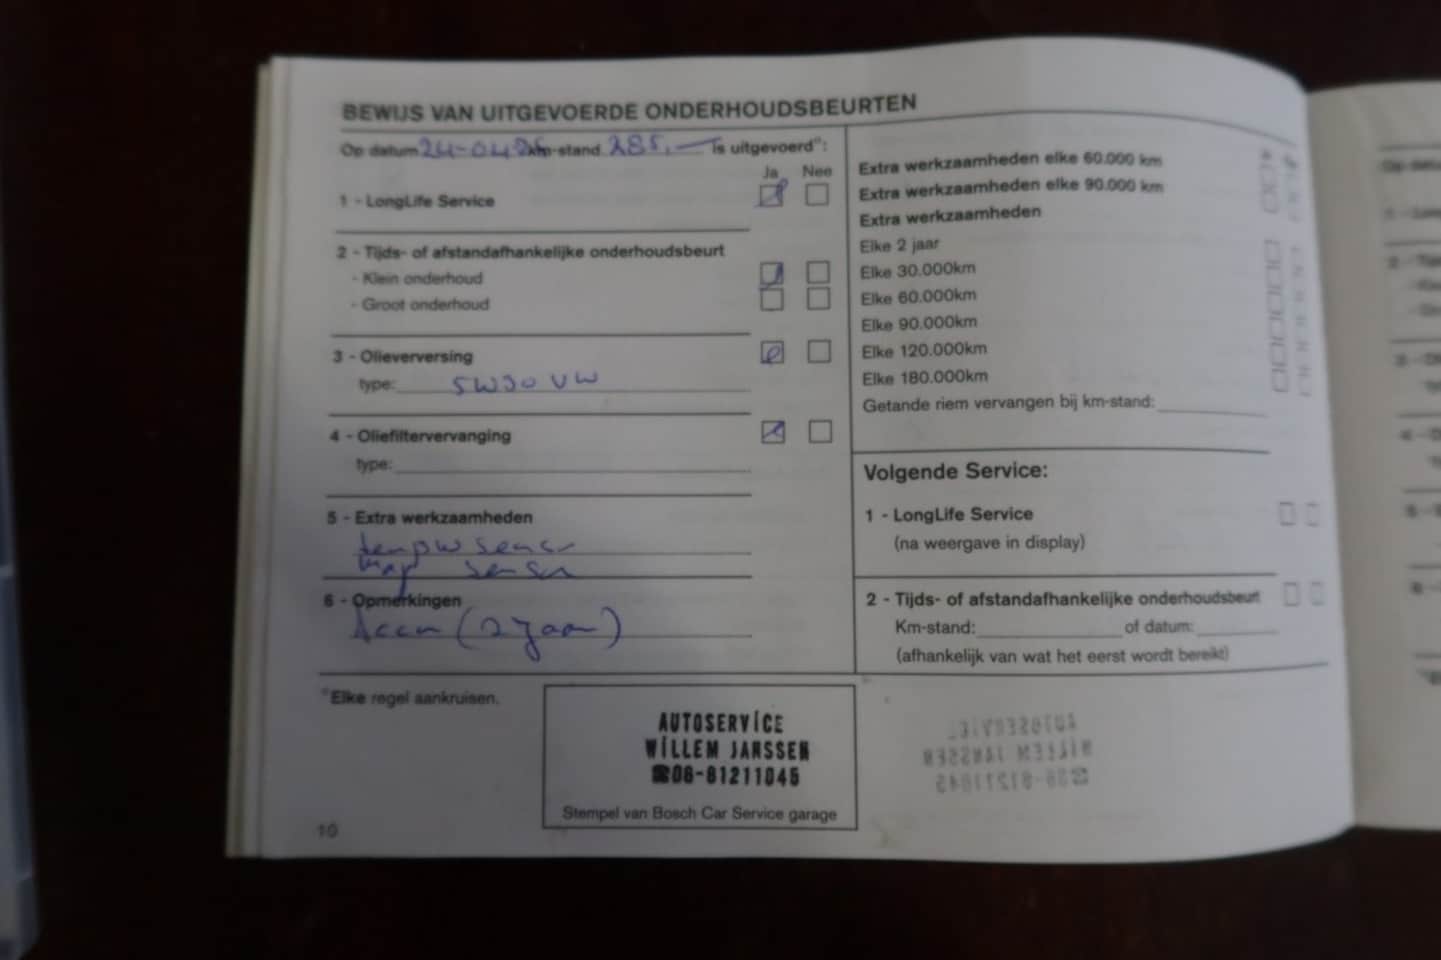 BEWIJS VAN UITGEVOERDE ONDERHOUDSBEURTEN
Op datum 24-04-25 km-stand 285.— is uitgevoerd*:
Ja Nee
1 - LongLife Service
2 - Tijds- of afstandafhankelijke onderhoudsbeurt
- Klein onderhoud
- Groot onderhoud
3 - Olieverversing
type: 5W30 VW
4 - Oliefiltervervanging
type:
5 - Extra werkzaamheden
sensor
map sensor
6 - Opmerkingen
(2 jaar)
*Elke regel aankruisen.
AUTOSERVICE
WILLEM JANSSEN
☎06-81211045
Stempel van Bosch Car Service garage
10
Extra werkzaamheden elke 60.000 km
Extra werkzaamheden elke 90.000 km
Extra werkzaamheden
Elke 2 jaar
Elke 30.000km
Elke 60.000km
Elke 90.000km
Elke 120.000km
Elke 180.000km
Getande riem vervangen bij km-stand:
Volgende Service:
1 - LongLife Service
(na weergave in display)
2 - Tijds- of afstandafhankelijke onderhoudsbeurt
Km-stand: of datum:
(afhankelijk van wat het eerst wordt bereikt)